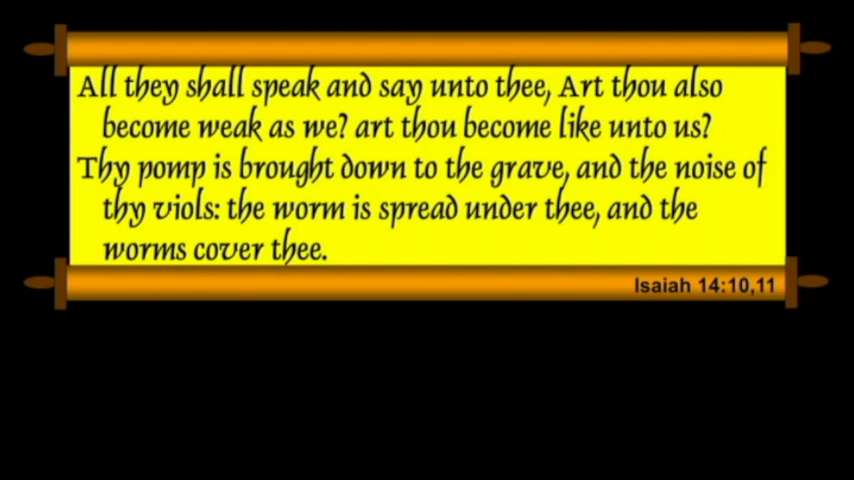 All they shall speak and say unto thee, Art thou also
become weak as we? art thou become like unto us?
Thy pomp is brought down to the grave, and the noise of
thy viols: the worm is spread under thee, and the
worms cover thee.
Isaiah 14:10,11